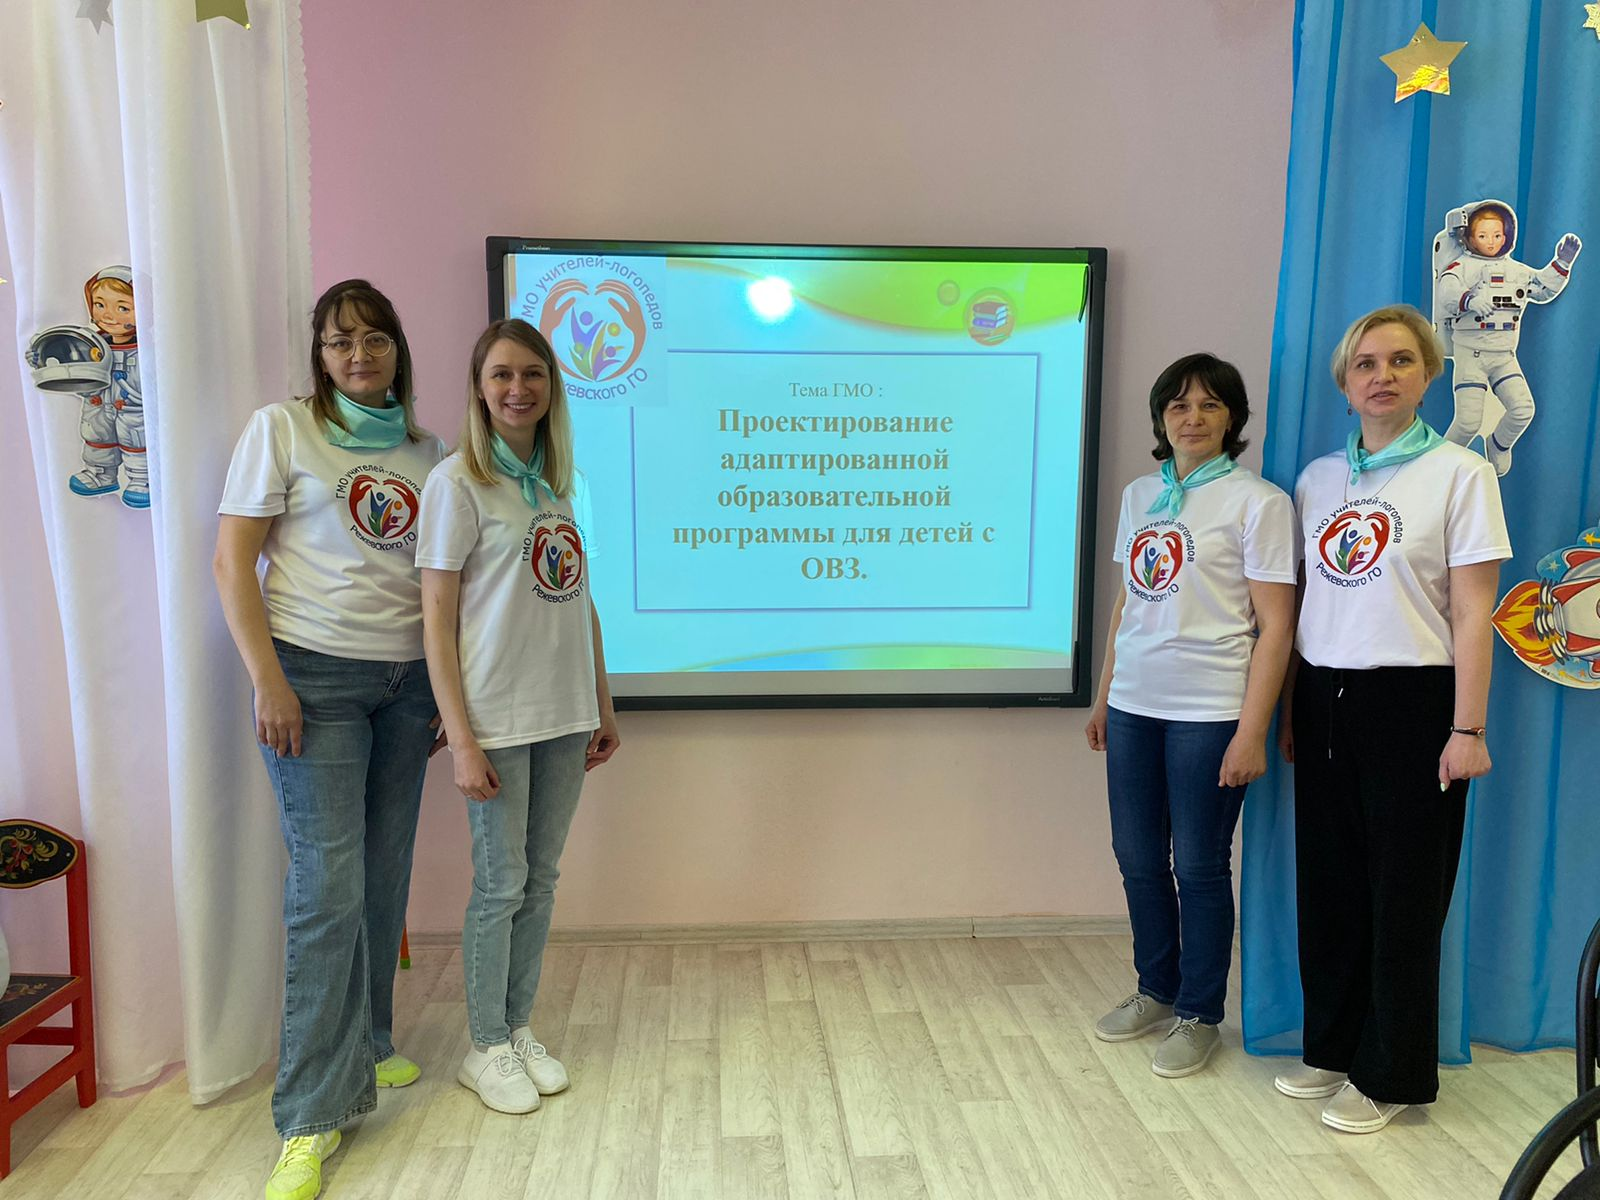 Promethean
ГМО учителей-логопедов
Режевского ГО
Тема ГМО :
Проектирование
адаптированной
образовательной
программы для детей с
ОВЗ.
ГМО учителей-логопедов
Режевского ГО
ГМО учителей-логопедов
Режевского ГО
ГМО учителей-логопедов
Режевского ГО
ГМО учителей-логопедов
Режевского ГО